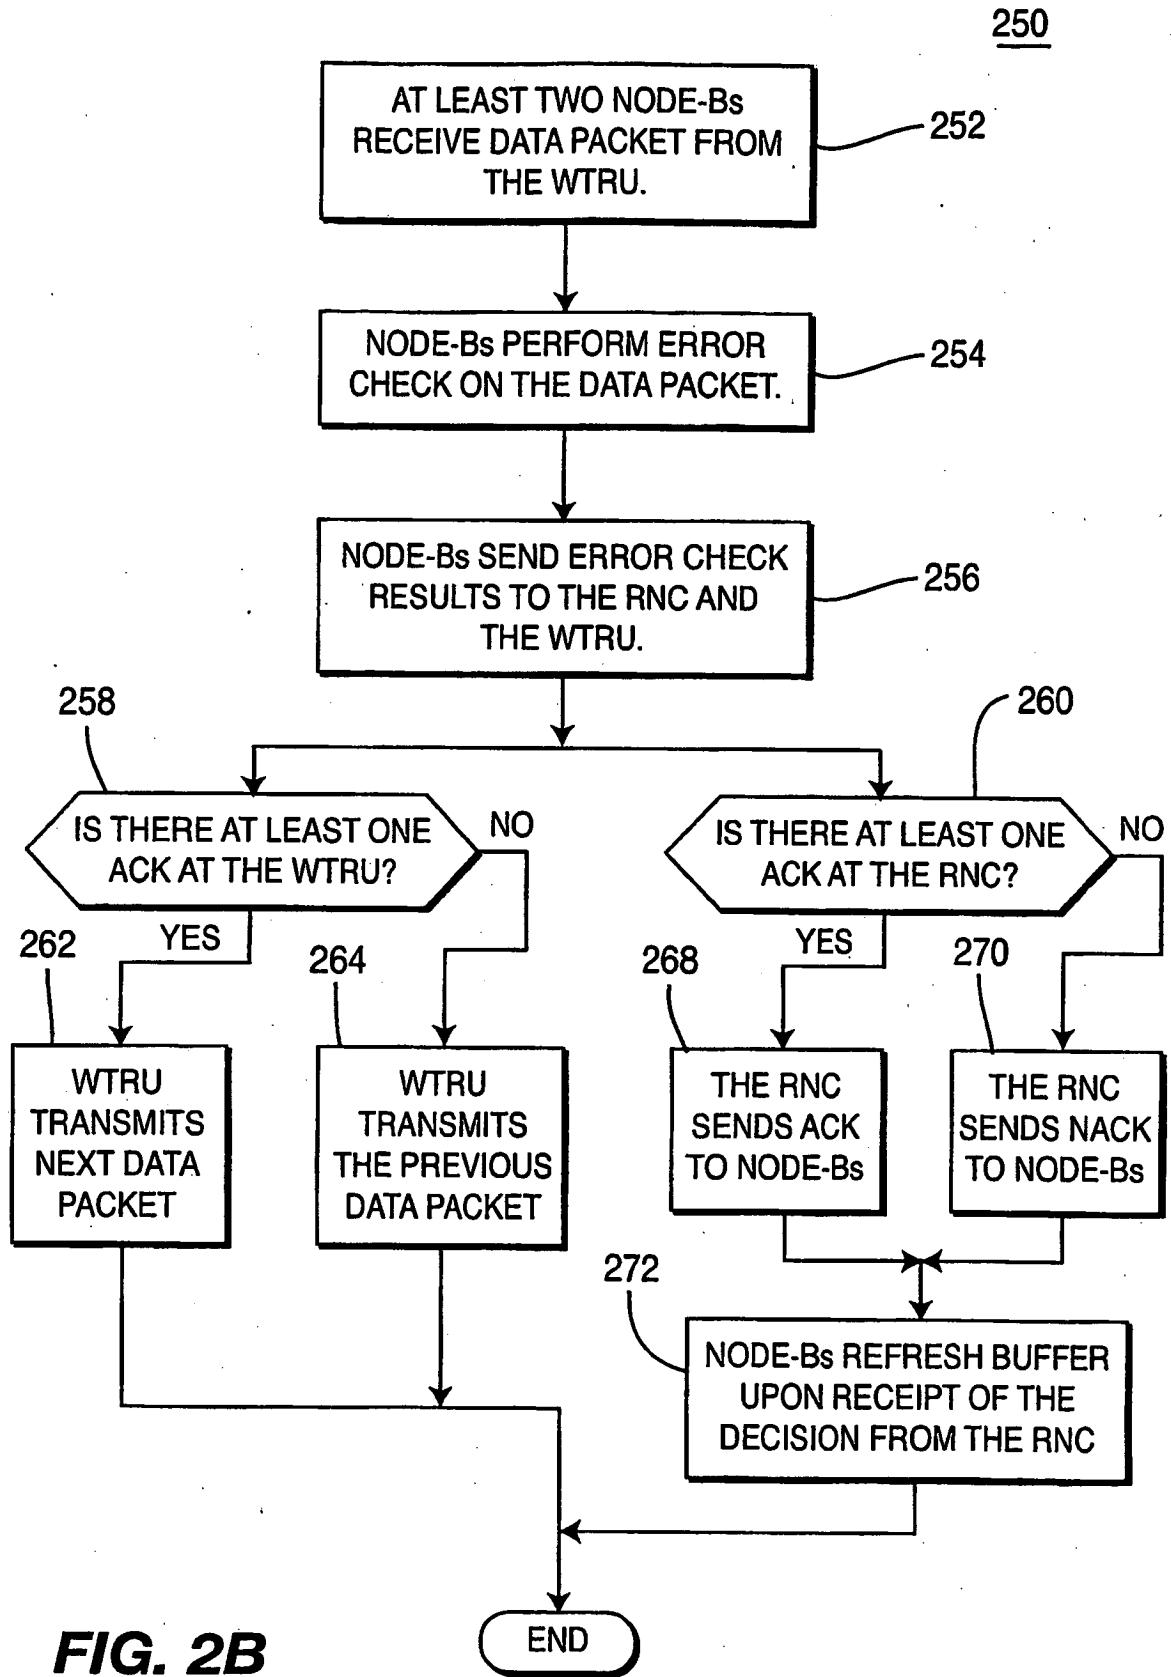 250
AT LEAST TWO NODE-Bs
RECEIVE DATA PACKET FROM
THE WTRU.
252
NODE-Bs PERFORM ERROR
CHECK ON THE DATA PACKET.
254
NODE-Bs SEND ERROR CHECK
RESULTS TO THE RNC AND
THE WTRU.
256
258
IS THERE AT LEAST ONE
ACK AT THE WTRU?
NO
YES
260
IS THERE AT LEAST ONE
ACK AT THE RNC?
NO
YES
262
WTRU
TRANSMITS
NEXT DATA
PACKET
264
WTRU
TRANSMITS
THE PREVIOUS
DATA PACKET
268
THE RNC
SENDS ACK
TO NODE-Bs
270
THE RNC
SENDS NACK
TO NODE-Bs
272
NODE-Bs REFRESH BUFFER
UPON RECEIPT OF THE
DECISION FROM THE RNC
END
FIG. 2B